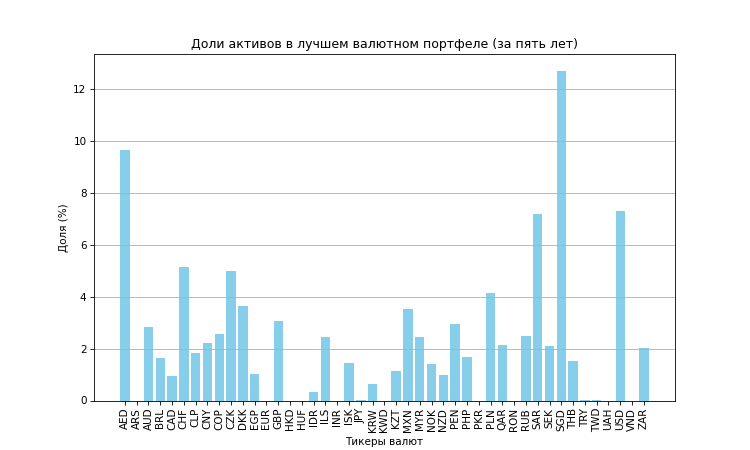 Доли активов в лучшем валютном портфеле (за пять лет)
Доля (%)
12
10
8
6
4
2
0
AED ARS AUD BRL CAD CHF CLP CNY COP CZK DKK EGP EUR GBP HKD HUF IDR ILS INR ISK JPY KRW KWD KZT MXN MYR NOK NZD PEN PHP PKR PLN QAR RON RUB SAR SEK SGD THB TRY TWD UAH USD VND ZAR
Тикеры валют